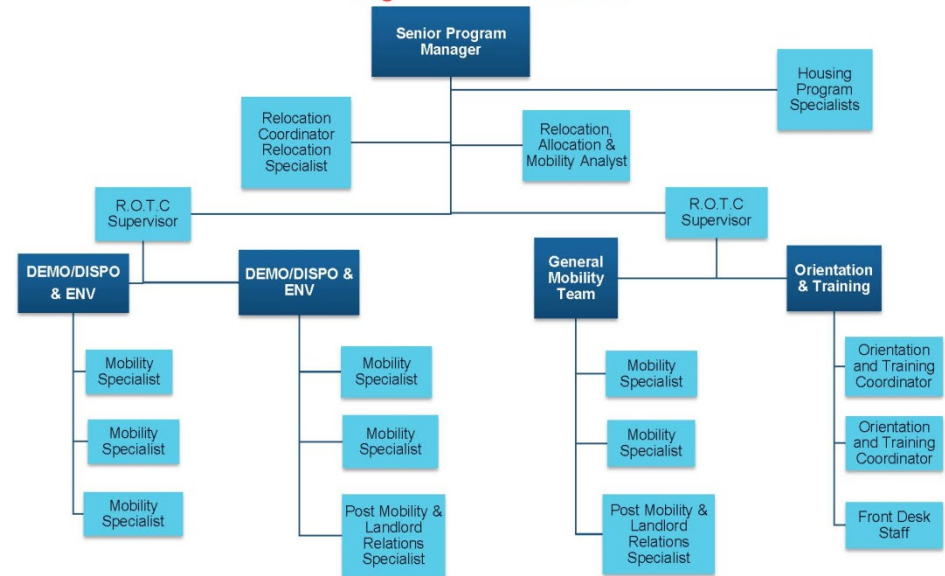 Senior Program
Manager
Housing
Program
Specialists
Relocation
Coordinator
Relocation
Specialist
Relocation,
Allocation &
Mobility Analyst
R.O.T.C
Supervisor
R.O.T.C
Supervisor
DEMO/DISPO
& ENV
DEMO/DISPO &
ENV
General
Mobility
Team
Orientation
& Training
Mobility
Specialist
Mobility
Specialist
Mobility
Specialist
Mobility
Specialist
Mobility
Specialist
Post Mobility &
Landlord
Relations
Specialist
Mobility
Specialist
Mobility
Specialist
Post Mobility &
Landlord
Relations
Specialist
Orientation
and Training
Coordinator
Orientation
and Training
Coordinator
Front Desk
Staff